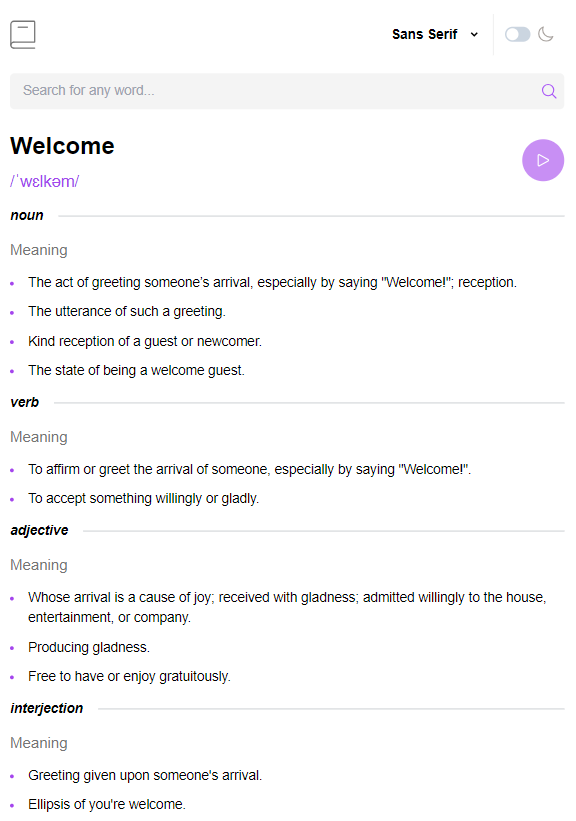 Sans Serif
Search for any word...
Welcome
/ˈwɛlkəm/
noun
Meaning
The act of greeting someone’s arrival, especially by saying "Welcome!"; reception.
The utterance of such a greeting.
Kind reception of a guest or newcomer.
The state of being a welcome guest.
verb
Meaning
To affirm or greet the arrival of someone, especially by saying "Welcome!".
To accept something willingly or gladly.
adjective
Meaning
Whose arrival is a cause of joy; received with gladness; admitted willingly to the house,
entertainment, or company.
Producing gladness.
Free to have or enjoy gratuitously.
interjection
Meaning
Greeting given upon someone's arrival.
Ellipsis of you're welcome.